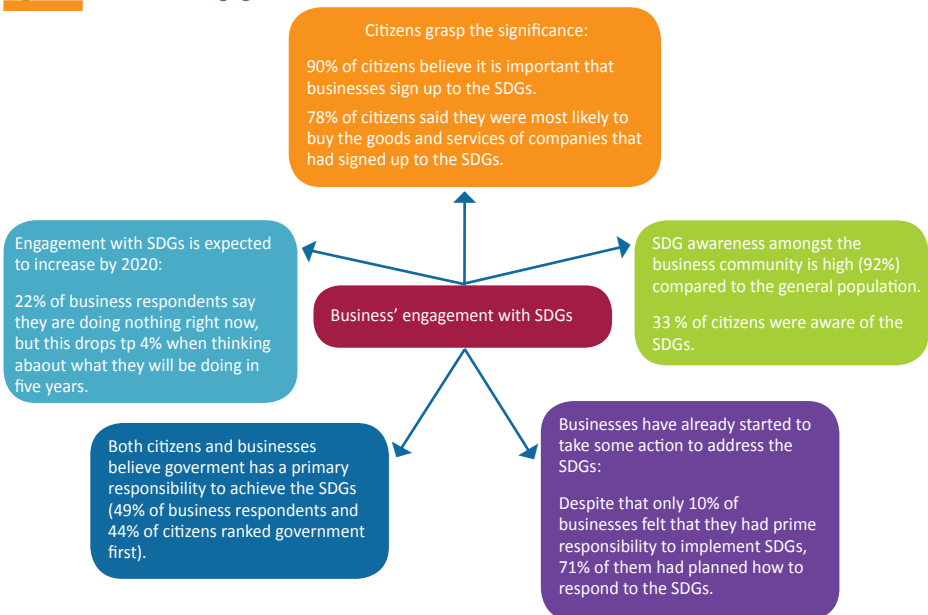 Citizens grasp the significance:
90% of citizens believe it is important that
businesses sign up to the SDGs.
78% of citizens said they were most likely to
buy the goods and services of companies that
had signed up to the SDGs.
Engagement with SDGs is expected
to increase by 2020:
22% of business respondents say
they are doing nothing right now,
but this drops tp 4% when thinking
abaout what they will be doing in
five years.
Business’ engagement with SDGs
SDG awareness amongst the
business community is high (92%)
compared to the general population.
33 % of citizens were aware of the
SDGs.
Both citizens and businesses
believe goverment has a primary
responsibility to achieve the SDGs
(49% of business respondents and
44% of citizens ranked government
first).
Businesses have already started to
take some action to address the
SDGs:
Despite that only 10% of
businesses felt that they had prime
responsibility to implement SDGs,
71% of them had planned how to
respond to the SDGs.